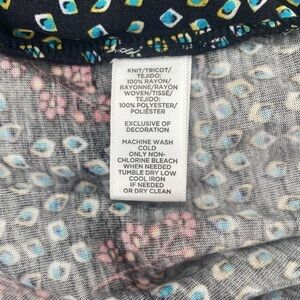 KNIT/TRICOT/
TEJIDO:
100% RAYON/
RAYONNE/RAYON
WOVEN/TISSÉ/
TEJIDO:
100% POLYESTER/
POLIÉSTER
EXCLUSIVE OF
DECORATION
MACHINE WASH
COLD
ONLY NON-
CHLORINE BLEACH
WHEN NEEDED
TUMBLE DRY LOW
COOL IRON
IF NEEDED
OR DRY CLEAN